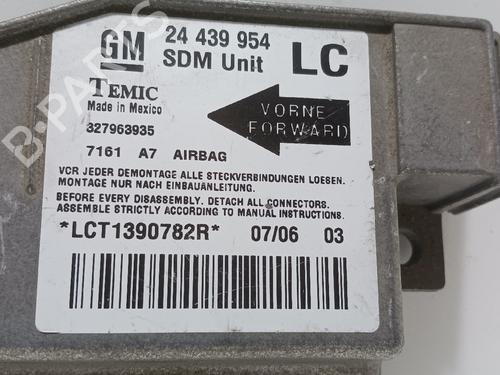 GM
24 439 954
SDM Unit
LC
TEMIC
Made in Mexico
327963935
7161 A7 AIRBAG
VORNE
FORWARD
VOR JEDER DEMONTAGE ALLE STECKVERBINDUNGEN LOESEN.
MONTAGE NUR NACH EINBAUANLEITUNG.
BEFORE EVERY DISASSEMBLY, DETACH ALL CONNECTORS.
ASSEMBLE STRICTLY ACCORDING TO MANUAL INSTRUCTIONS.
*LCT1390782R* 07/06 03
B-PARTS